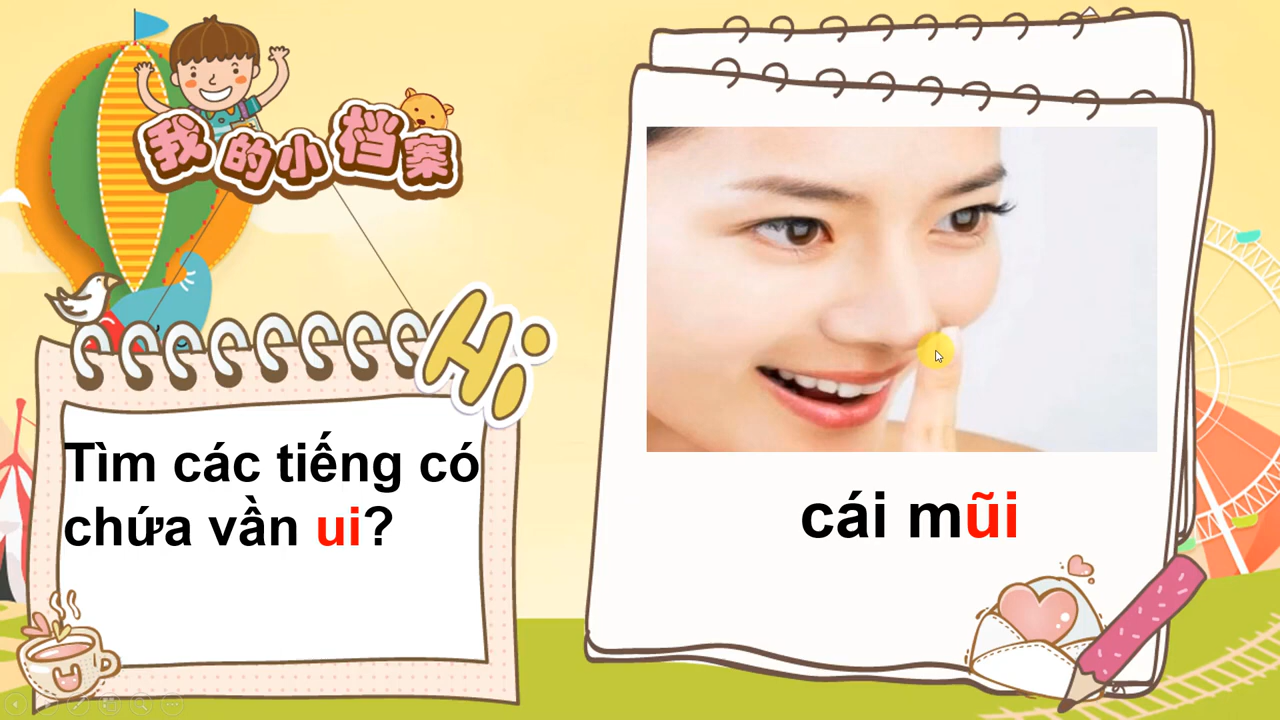 我的小档案
Hi
Tìm các tiếng có
chứa vần ui?
cái mũi